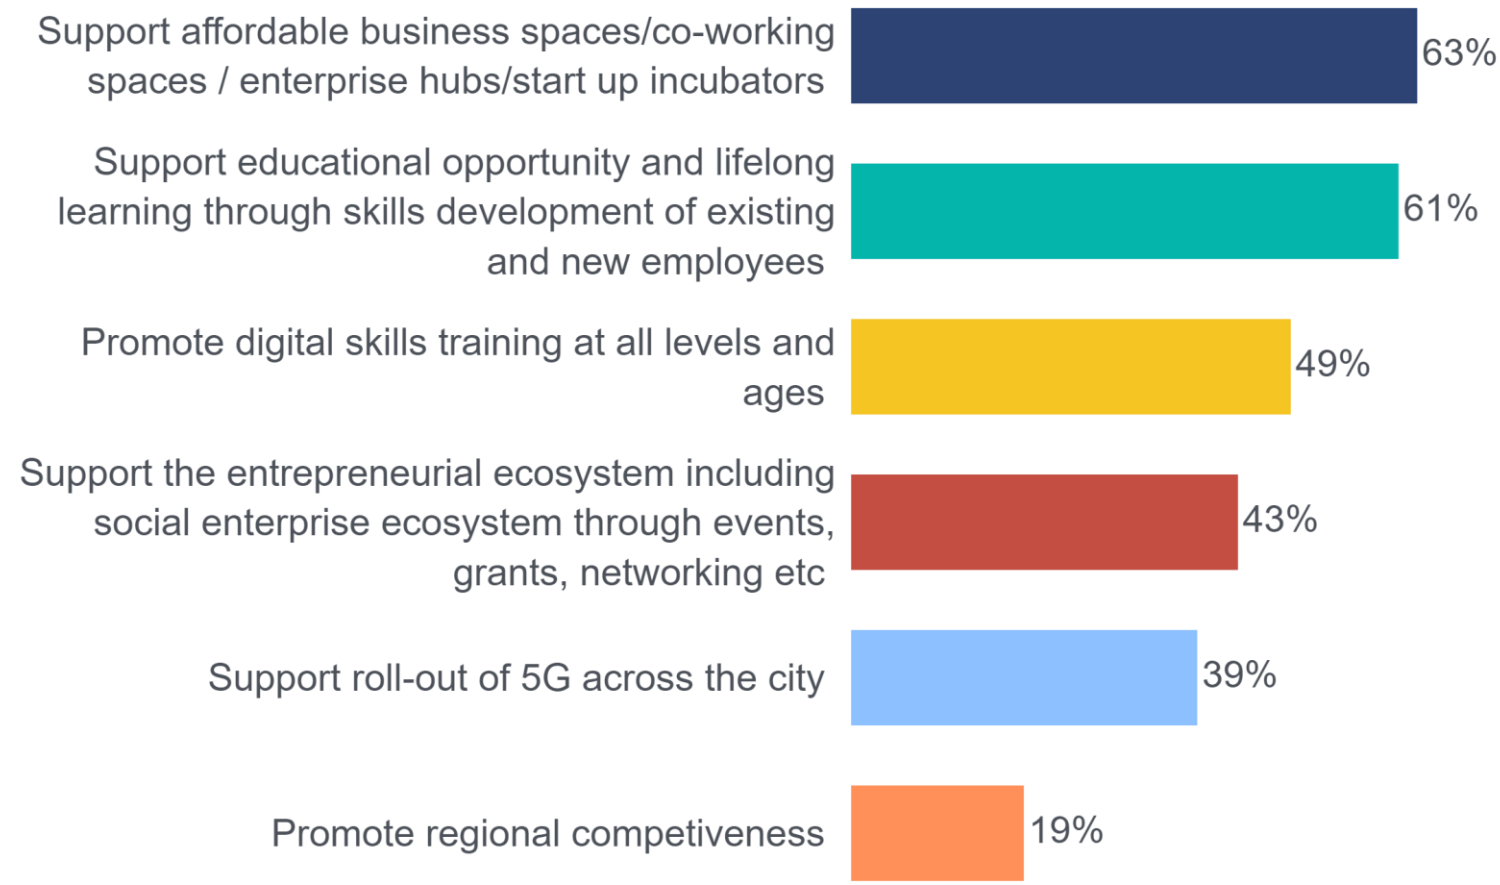 Support affordable business spaces/co-working
spaces / enterprise hubs/start up incubators
63%
Support educational opportunity and lifelong
learning through skills development of existing
and new employees
61%
Promote digital skills training at all levels and
ages
49%
Support the entrepreneurial ecosystem including
social enterprise ecosystem through events,
grants, networking etc
43%
Support roll-out of 5G across the city
39%
Promote regional competiveness
19%